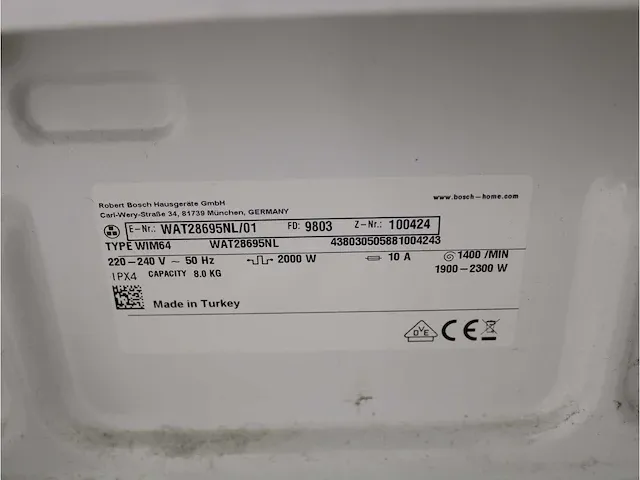 Robert Bosch Hausgeräte GmbH
Carl-Wery-Straße 34, 81739 München, GERMANY
www.bosch-home.com
E-Nr.: WAT28695NL/01 FD: 9803 Z-Nr.: 100424
TYPE WIM64 WAT28695NL 438030505881004243
220-240 V ~ 50 Hz 2000 W 10 A 1400 /MIN
IPX4 CAPACITY 8.0 KG 1900-2300 W
Made in Turkey
DVE CE